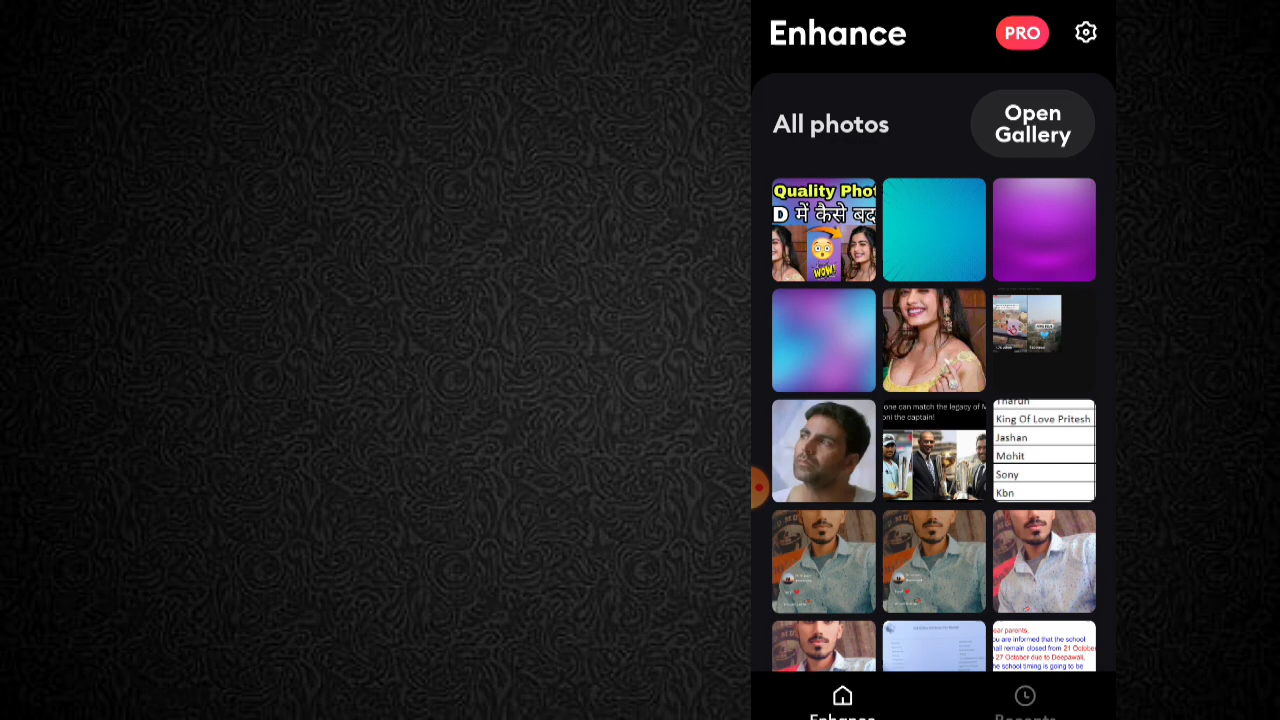 Enhance
PRO
All photos
Open
Gallery
Quality Phot
D में कैसे बद
WOW!
one can match the legacy of M
oni the captain!
Tharun
King Of Love Pritesh
Jashan
Mohit
Sony
Kbn
ear parents,
ou are informed that the school
hall remain closed from 21 October
27 October due to Deepawali,
he school timing is going to be
Enhance
Recents